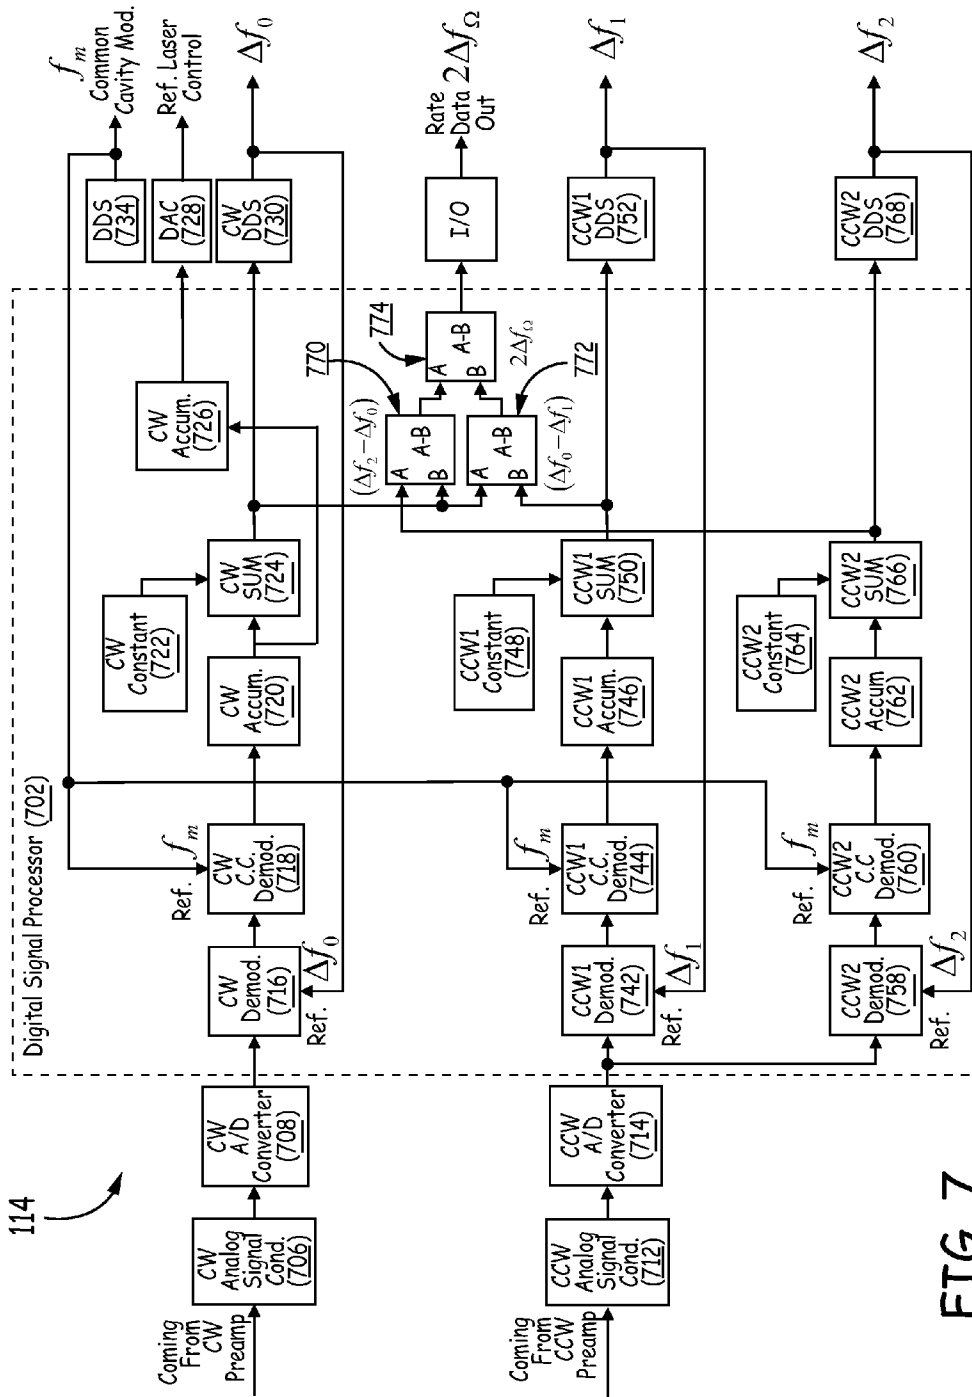 114
Digital Signal Processor (702)
Coming
From
CW
Preamp
CW
Analog
Signal
Cond.
(706)
CW
A/D
Converter
(708)
CW
Demod.
(716)
Ref.
Δf₀
CW
C.C.
Demod.
(718)
Ref.
fₘ
CW
Accum.
(720)
CW
Constant
(722)
CW
SUM
(724)
CW
Accum.
(726)
DDS
(734)
fₘ
Common
Cavity Mod.
DAC
(728)
Ref. Laser
Control
CW
DDS
(730)
Δf₀
(Δf₂−Δf₀)
770
A
A-B
B
774
A
A-B
B
2Δf_Ω
772
A
A-B
B
(Δf₀−Δf₁)
I/O
Rate
Data 2Δf_Ω
Out
Coming
From
CCW
Preamp
CCW
Analog
Signal
Cond.
(712)
CCW
A/D
Converter
(714)
CCW1
Demod.
(742)
Ref.
Δf₁
CCW1
C.C.
Demod.
(744)
Ref.
fₘ
CCW1
Accum.
(746)
CCW1
Constant
(748)
CCW1
SUM
(750)
CCW1
DDS
(752)
Δf₁
CCW2
Demod.
(758)
Ref.
Δf₂
CCW2
C.C
Demod.
(760)
Ref.
fₘ
CCW2
Accum
(762)
CCW2
Constant
(764)
CCW2
SUM
(766)
CCW2
DDS
(768)
Δf₂
FIG 7